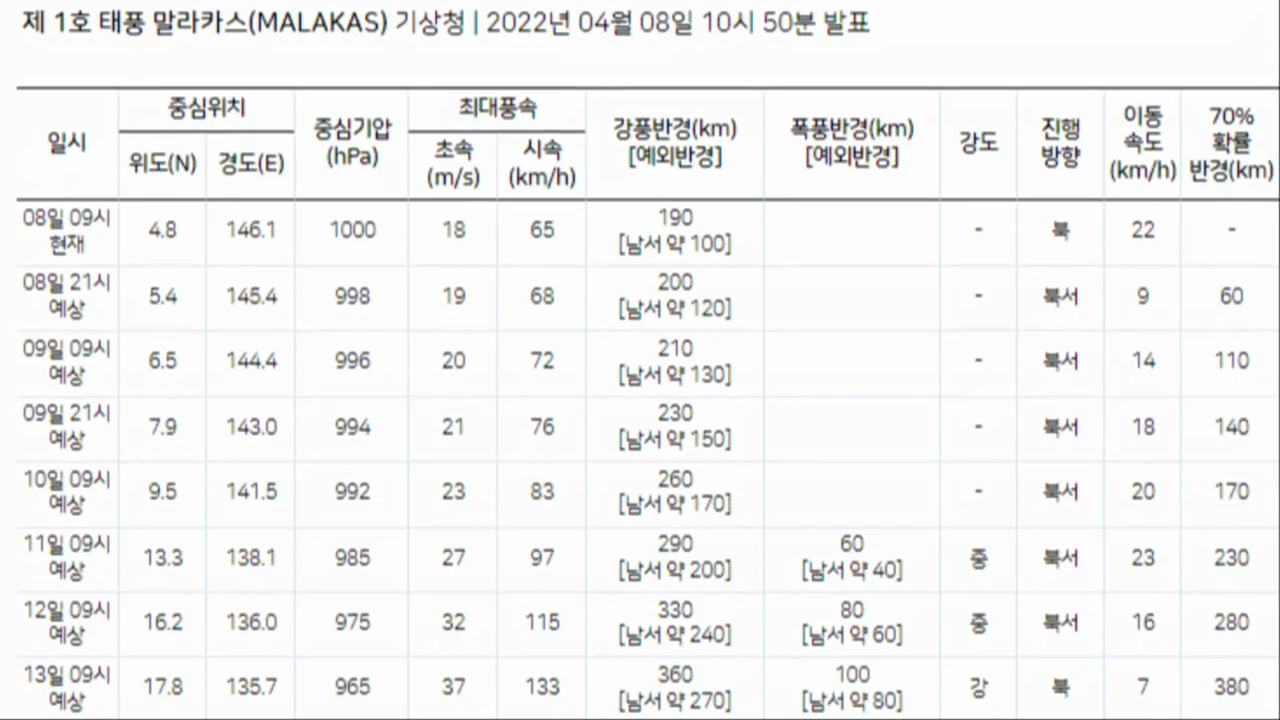 제 1호 태풍 말라카스(MALAKAS) 기상청 | 2022년 04월 08일 10시 50분 발표
일시 중심위치 중심기압 (hPa) 최대풍속 강풍반경(km) [예외반경] 폭풍반경(km) [예외반경] 강도 진행 방향 이동 속도 (km/h) 70% 확률 반경(km)
위도(N) 경도(E) 초속 (m/s) 시속 (km/h)
08일 09시 현재 4.8 146.1 1000 18 65 190 [남서 약 100] - 북 22 -
08일 21시 예상 5.4 145.4 998 19 68 200 [남서 약 120] - 북서 9 60
09일 09시 예상 6.5 144.4 996 20 72 210 [남서 약 130] - 북서 14 110
09일 21시 예상 7.9 143.0 994 21 76 230 [남서 약 150] - 북서 18 140
10일 09시 예상 9.5 141.5 992 23 83 260 [남서 약 170] - 북서 20 170
11일 09시 예상 13.3 138.1 985 27 97 290 [남서 약 200] 60 [남서 약 40] 중 북서 23 230
12일 09시 예상 16.2 136.0 975 32 115 330 [남서 약 240] 80 [남서 약 60] 중 북서 16 280
13일 09시 예상 17.8 135.7 965 37 133 360 [남서 약 270] 100 [남서 약 80] 강 북 7 380